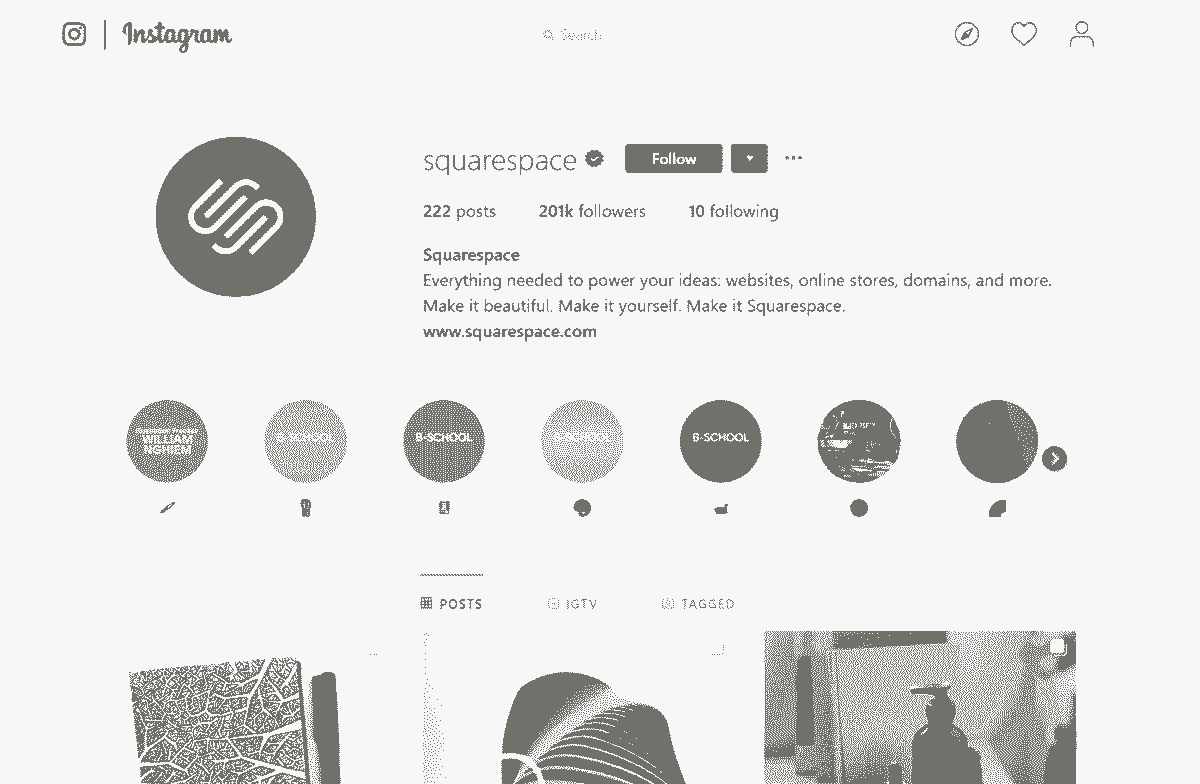 Instagram
Search
squarespace
Follow
222 posts 201k followers 10 following
Squarespace
Everything needed to power your ideas: websites, online stores, domains, and more.
Make it beautiful. Make it yourself. Make it Squarespace.
www.squarespace.com
WILLIAM
NGHIEM
B-SCHOOL
B-SCHOOL
B-SCHOOL
B-SCHOOL
POSTS IGTV TAGGED